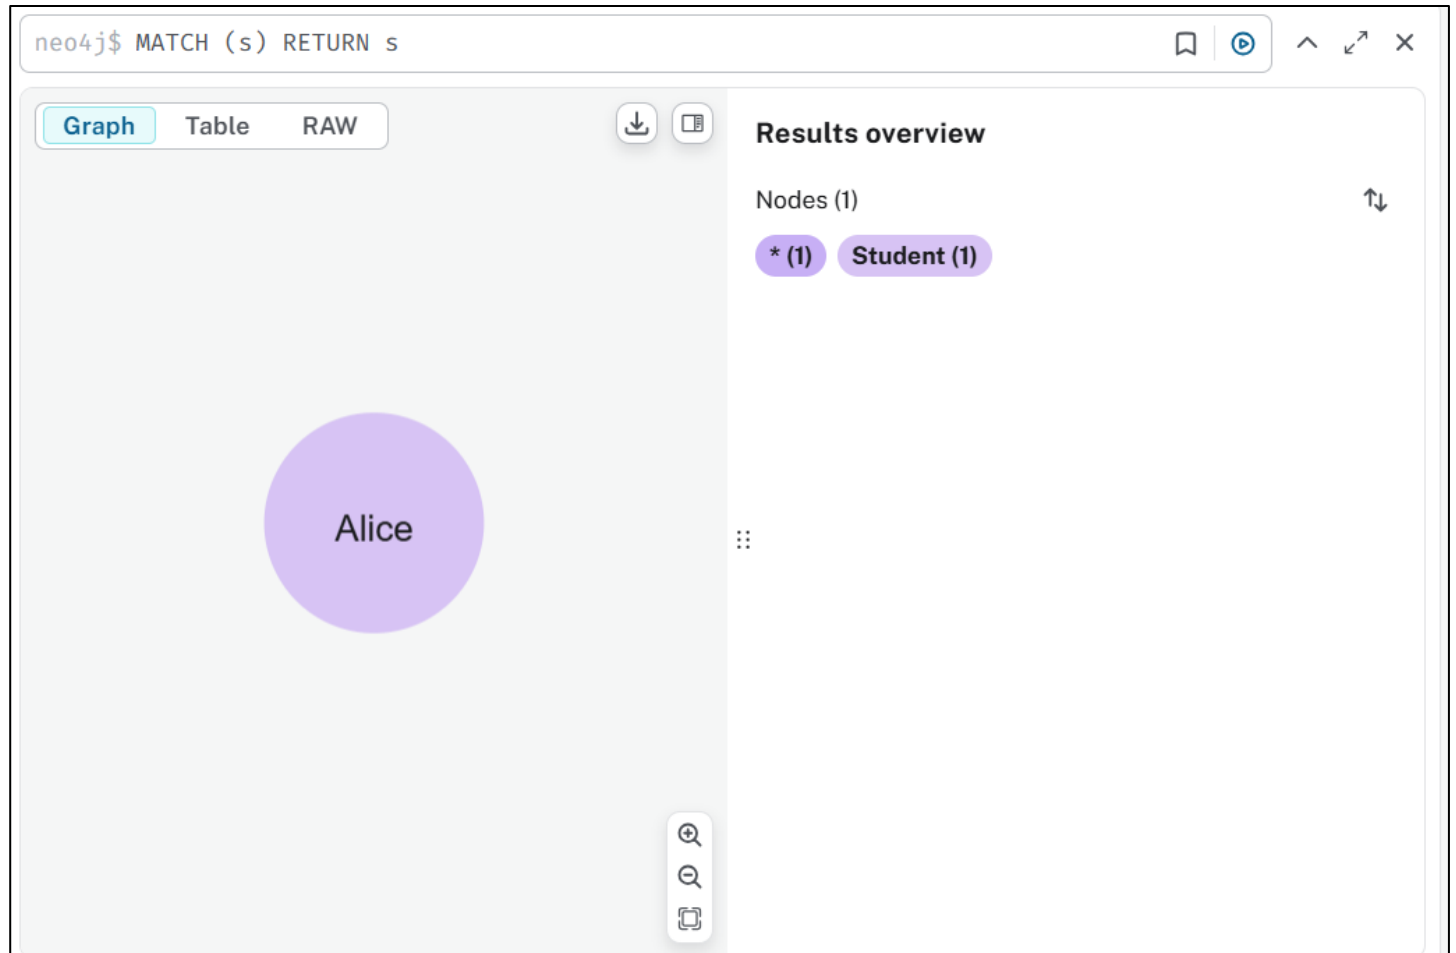 neo4j$ MATCH (s) RETURN s
Graph Table RAW
Results overview
Nodes (1)
* (1) Student (1)
Alice